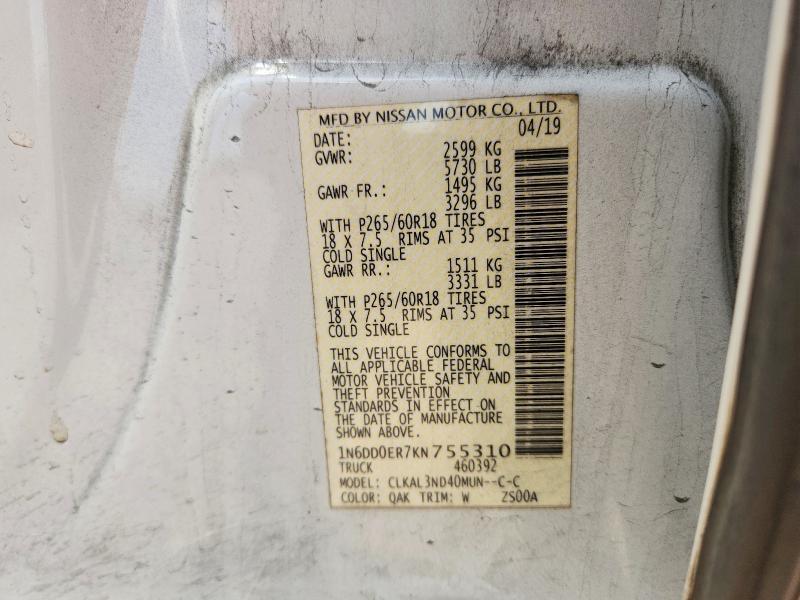 MFD BY NISSAN MOTOR CO., LTD.
DATE: 04/19
GVWR: 2599 KG
5730 LB
GAWR FR.: 1495 KG
3296 LB
WITH P265/60R18 TIRES
18 X 7.5 RIMS AT 35 PSI
COLD SINGLE
GAWR RR.: 1511 KG
3331 LB
WITH P265/60R18 TIRES
18 X 7.5 RIMS AT 35 PSI
COLD SINGLE
THIS VEHICLE CONFORMS TO
ALL APPLICABLE FEDERAL
MOTOR VEHICLE SAFETY AND
THEFT PREVENTION
STANDARDS IN EFFECT ON
THE DATE OF MANUFACTURE
SHOWN ABOVE.
1N6DD0ER7KN755310
TRUCK 460392
MODEL: CLKAL3ND40MUN--C-C
COLOR: QAK TRIM: W ZS00A